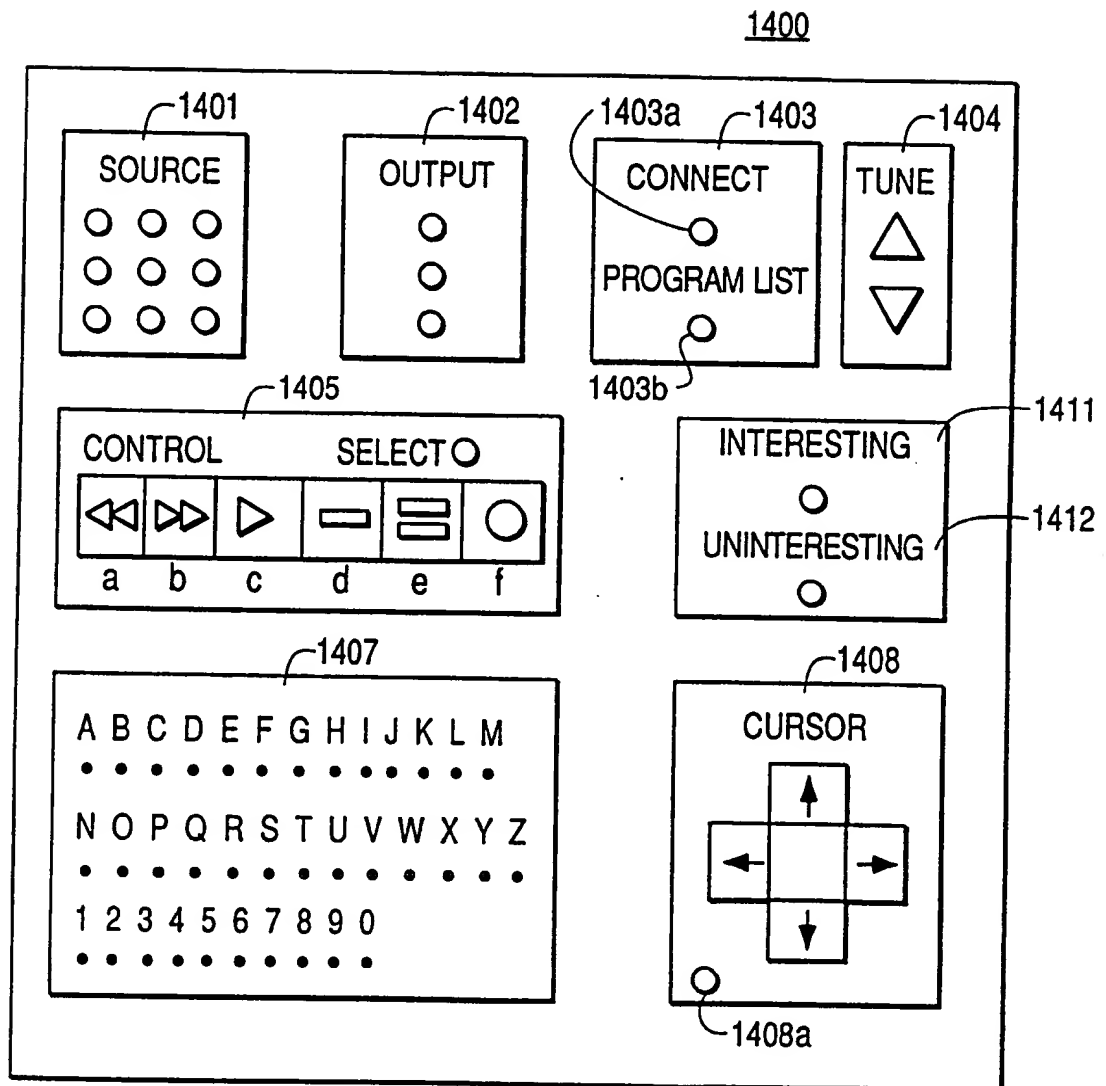 1400
1401
SOURCE
1402
OUTPUT
1403a
1403
CONNECT
PROGRAM LIST
1403b
1404
TUNE
1405
CONTROL SELECT
a b c d e f
1411
INTERESTING
1412
UNINTERESTING
1407
A B C D E F G H I J K L M
N O P Q R S T U V W X Y Z
1 2 3 4 5 6 7 8 9 0
1408
CURSOR
1408a